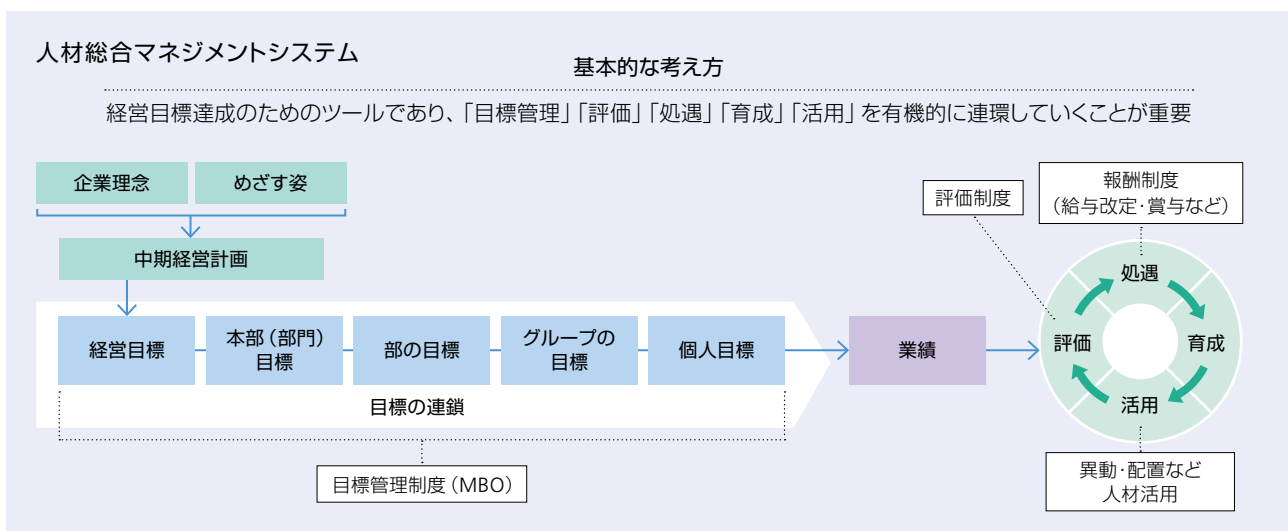 人材総合マネジメントシステム
基本的な考え方
経営目標達成のためのツールであり、「目標管理」「評価」「処遇」「育成」「活用」を有機的に連環していくことが重要
企業理念
めざす姿
中期経営計画
経営目標
本部（部門）
目標
部の目標
グループの
目標
個人目標
目標の連鎖
目標管理制度（MBO）
業績
評価制度
報酬制度
（給与改定・賞与など）
処遇
評価
育成
活用
異動・配置など
人材活用